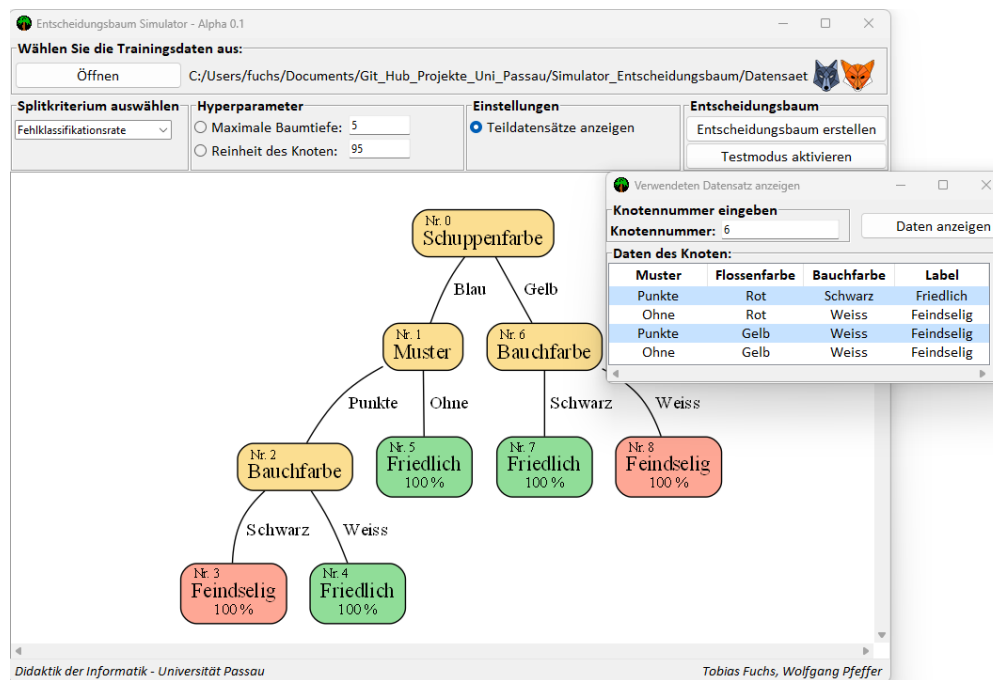 Entscheidungsbaum Simulator - Alpha 0.1
Wählen Sie die Trainingsdaten aus:
Öffnen C:/Users/fuchs/Documents/Git_Hub_Projekte_Uni_Passau/Simulator_Entscheidungsbaum/Datensaet
Splitkriterium auswählen Hyperparameter Einstellungen Entscheidungsbaum
Fehlklassifikationsrate Maximale Baumtiefe: 5 Teildatensätze anzeigen Entscheidungsbaum erstellen
Reinheit des Knoten: 95 Testmodus aktivieren
Verwendeten Datensatz anzeigen
Knotennummer eingeben
Knotennummer: 6 Daten anzeigen
Daten des Knoten:
Muster Flossenfarbe Bauchfarbe Label
Punkte Rot Schwarz Friedlich
Ohne Rot Weiss Feindselig
Punkte Gelb Weiss Feindselig
Ohne Gelb Weiss Feindselig
Nr. 0
Schuppenfarbe
Blau Gelb
Nr. 1 Nr. 6
Muster Bauchfarbe
Punkte Ohne Schwarz Weiss
Nr. 2 Nr. 5 Nr. 7 Nr. 8
Bauchfarbe Friedlich Friedlich Feindselig
100 % 100 % 100 %
Schwarz Weiss
Nr. 3 Nr. 4
Feindselig Friedlich
100 % 100 %
Didaktik der Informatik - Universität Passau Tobias Fuchs, Wolfgang Pfeffer